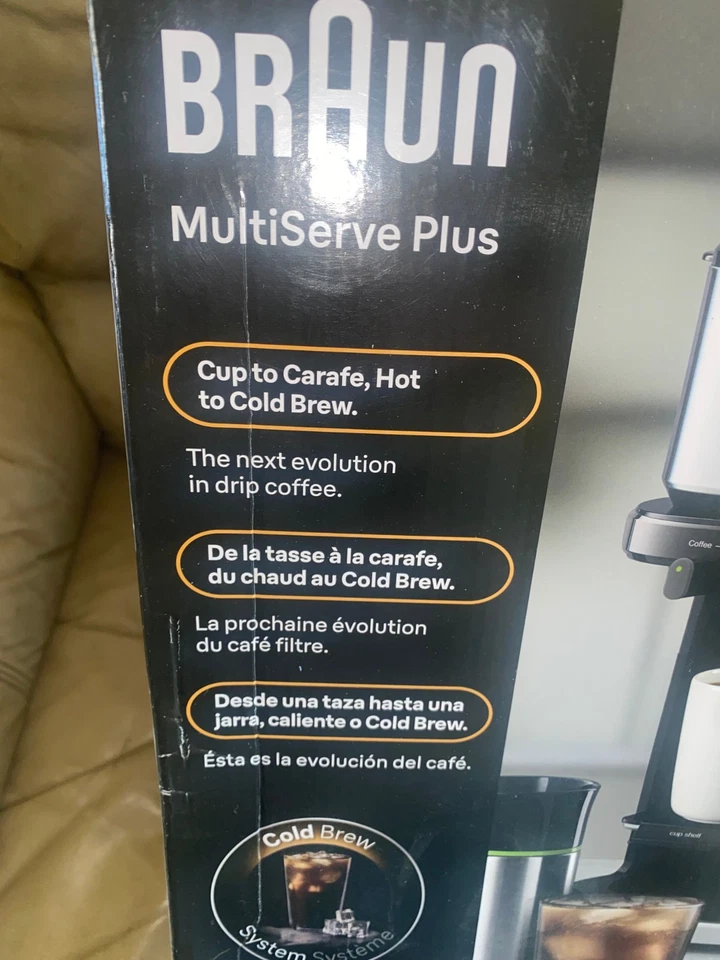 BRAUN
MultiServe Plus
Cup to Carafe, Hot
to Cold Brew.
The next evolution
in drip coffee.
De la tasse à la carafe,
du chaud au Cold Brew.
La prochaine évolution
du café filtre.
Desde una taza hasta una
jarra, caliente o Cold Brew.
Ésta es la evolución del café.
Cold Brew
System Système
Coffee
cup shelf